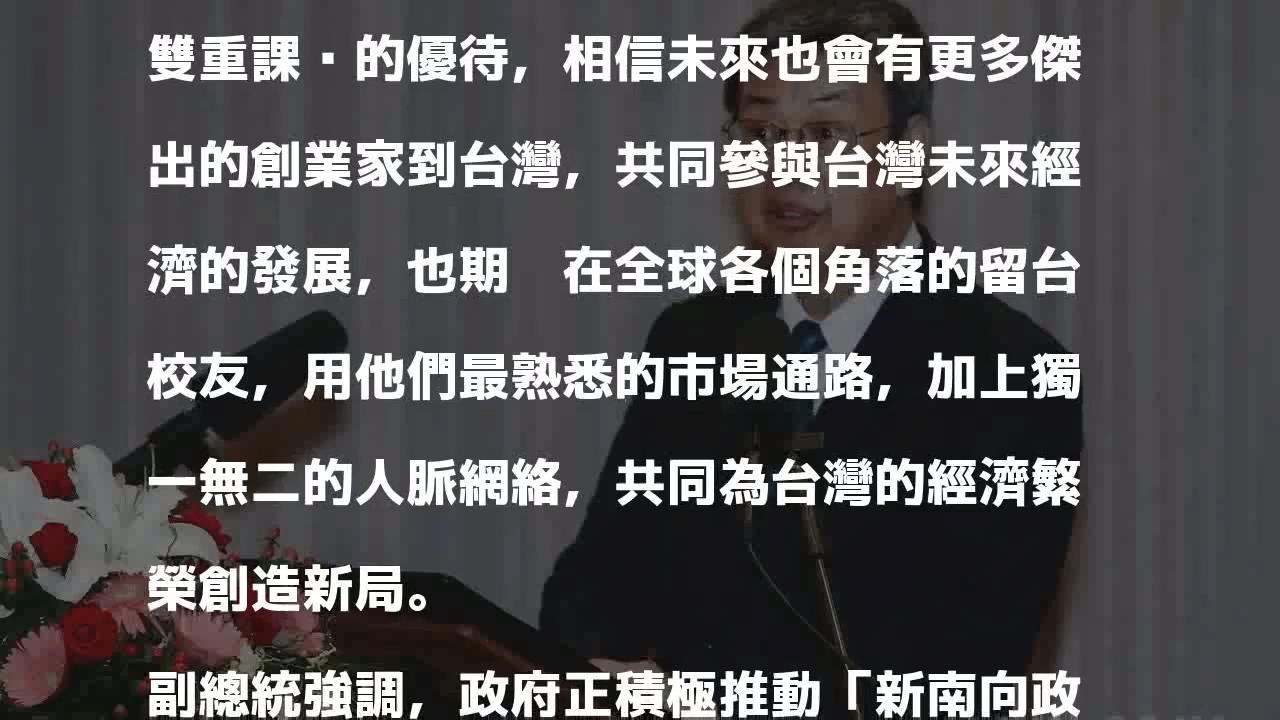 雙重課▪的優待，相信未來也會有更多傑
出的創業家到台灣，共同參與台灣未來經
濟的發展，也期　在全球各個角落的留台
校友，用他們最熟悉的市場通路，加上獨
一無二的人脈網絡，共同為台灣的經濟繁
榮創造新局。
副總統強調，政府正積極推動「新南向政